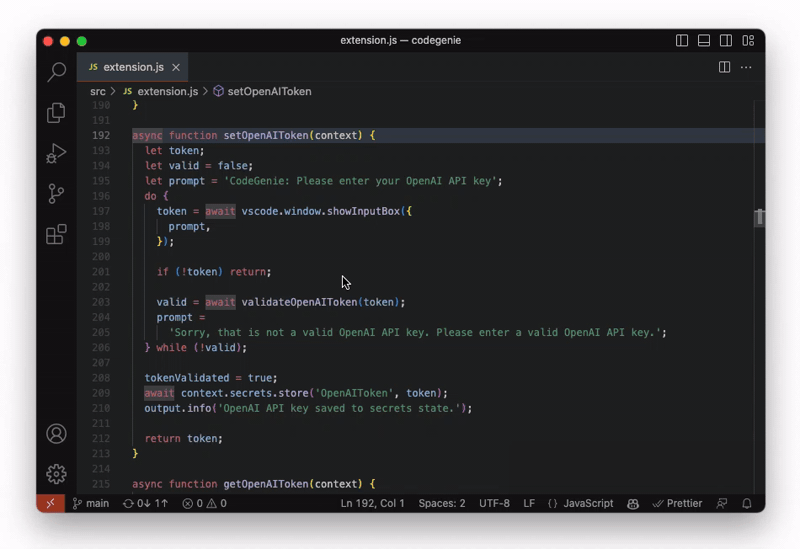 extension.js — codegenie
JS extension.js
src > JS extension.js > setOpenAIToken
190 }
191
192 async function setOpenAIToken(context) {
193 let token;
194 let valid = false;
195 let prompt = 'CodeGenie: Please enter your OpenAI API key';
196 do {
197 token = await vscode.window.showInputBox({
198 prompt,
199 });
200
201 if (!token) return;
202
203 valid = await validateOpenAIToken(token);
204 prompt =
205 'Sorry, that is not a valid OpenAI API key. Please enter a valid OpenAI API key.';
206 } while (!valid);
207
208 tokenValidated = true;
209 await context.secrets.store('OpenAIToken', token);
210 output.info('OpenAI API key saved to secrets state.');
211
212 return token;
213 }
214
215 async function getOpenAIToken(context) {
main 0↓ 1↑ 0 0 Ln 192, Col 1 Spaces: 2 UTF-8 LF {} JavaScript Prettier